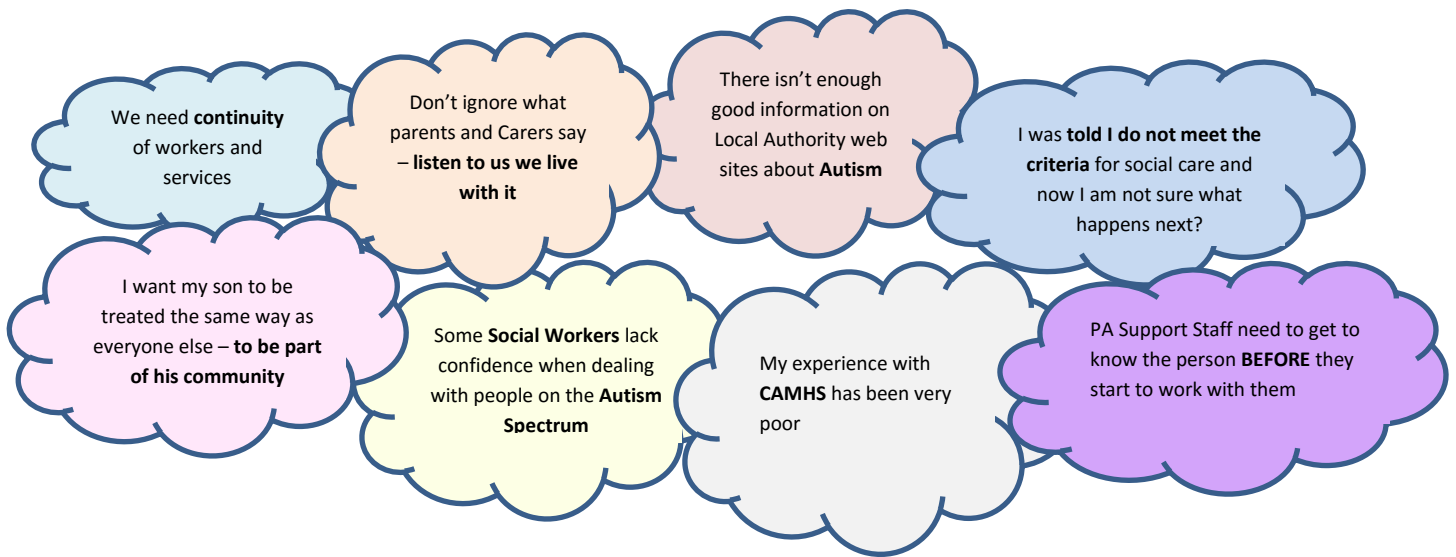 We need continuity
of workers and
services
Don’t ignore what
parents and Carers say
– listen to us we live
with it
There isn’t enough
good information on
Local Authority web
sites about Autism
I was told I do not meet the
criteria for social care and
now I am not sure what
happens next?
I want my son to be
treated the same way as
everyone else – to be part
of his community
Some Social Workers lack
confidence when dealing
with people on the Autism
Spectrum
My experience with
CAMHS has been very
poor
PA Support Staff need to get to
know the person BEFORE they
start to work with them